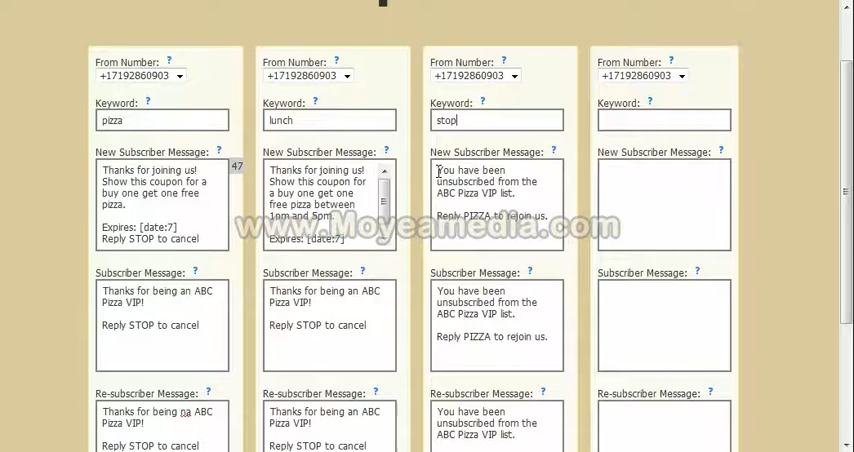 From Number: ?
+17192860903
Keyword: ?
pizza
New Subscriber Message: ?
Thanks for joining us!
Show this coupon for a
buy one get one free
pizza.
Expires: [date:7]
Reply STOP to cancel
47
Subscriber Message: ?
Thanks for being an ABC
Pizza VIP!
Reply STOP to cancel
Re-subscriber Message: ?
Thanks for being na ABC
Pizza VIP!
Reply STOP to cancel
From Number: ?
+17192860903
Keyword: ?
lunch
New Subscriber Message: ?
Thanks for joining us!
Show this coupon for
a buy one get one
free pizza between
1pm and 5pm.
Expires: [date:7]
Subscriber Message: ?
Thanks for being an ABC
Pizza VIP!
Reply STOP to cancel
Re-subscriber Message: ?
Thanks for being an ABC
Pizza VIP!
Reply STOP to cancel
From Number: ?
+17192860903
Keyword: ?
stop
New Subscriber Message: ?
You have been
unsubscribed from the
ABC Pizza VIP list.
Reply PIZZA to rejoin us.
Subscriber Message: ?
You have been
unsubscribed from the
ABC Pizza VIP list.
Reply PIZZA to rejoin us.
Re-subscriber Message: ?
You have been
unsubscribed from the
ABC Pizza VIP list.
From Number: ?
+17192860903
Keyword: ?
New Subscriber Message: ?
Subscriber Message: ?
Re-subscriber Message: ?
www.Moyeamedia.com